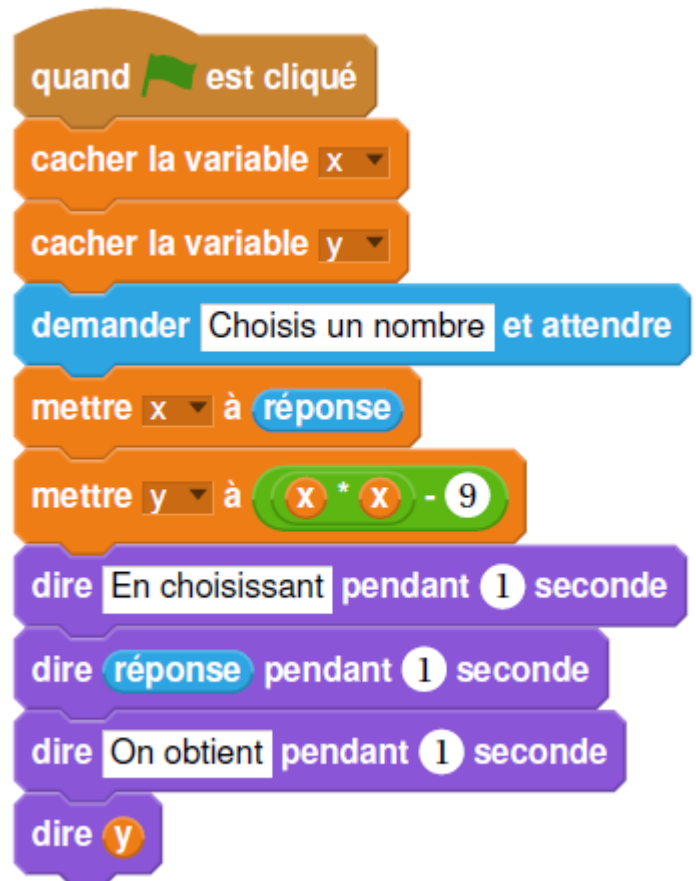 quand est cliqué
cacher la variable x
cacher la variable y
demander Choisis un nombre et attendre
mettre x à réponse
mettre y à x * x - 9
dire En choisissant pendant 1 seconde
dire réponse pendant 1 seconde
dire On obtient pendant 1 seconde
dire y